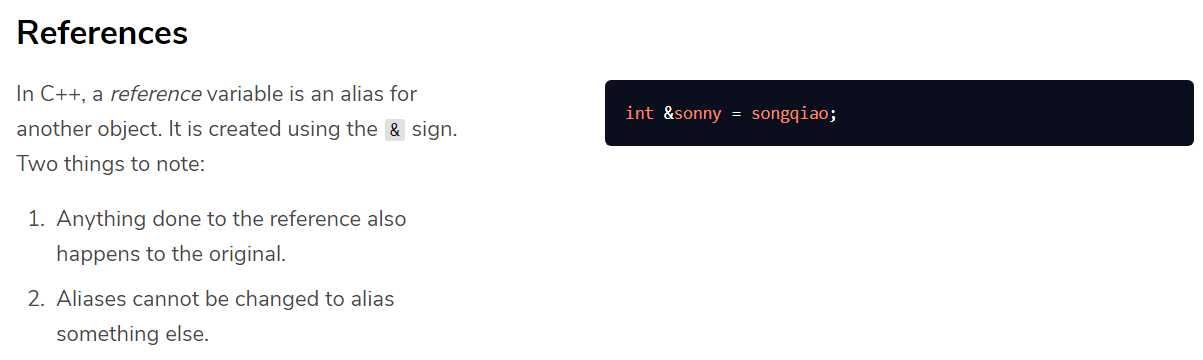 References
In C++, a reference variable is an alias for
another object. It is created using the & sign.
Two things to note:
1. Anything done to the reference also
happens to the original.
2. Aliases cannot be changed to alias
something else.
int &sonny = songqiao;